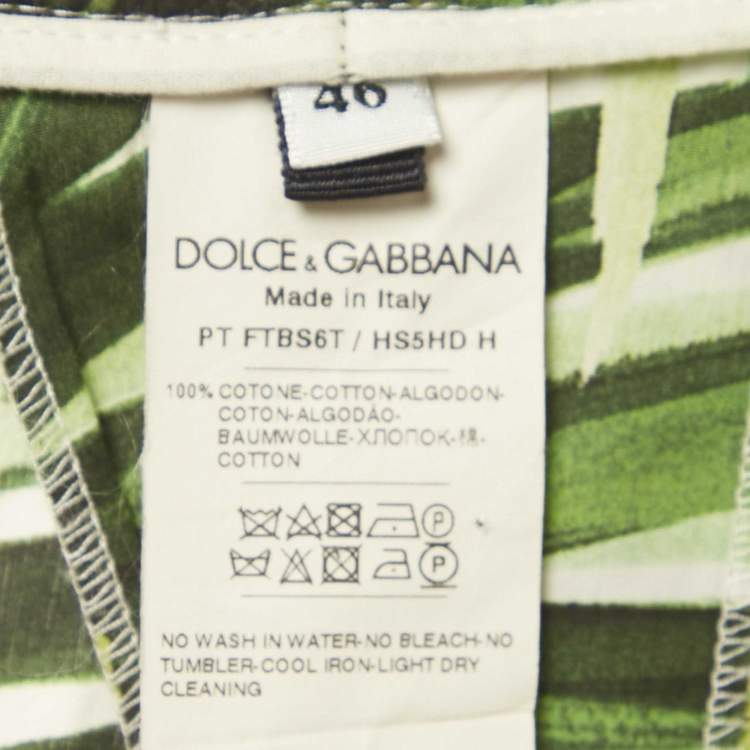 46
DOLCE & GABBANA
Made in Italy
PT FTBS6T / HS5HD H
100% COTONE-COTTON-ALGODON-
COTON-ALGODÃO-
BAUMWOLLE-ХЛОПОК-棉-
COTTON
P
P
NO WASH IN WATER-NO BLEACH-NO
TUMBLER-COOL IRON-LIGHT DRY
CLEANING